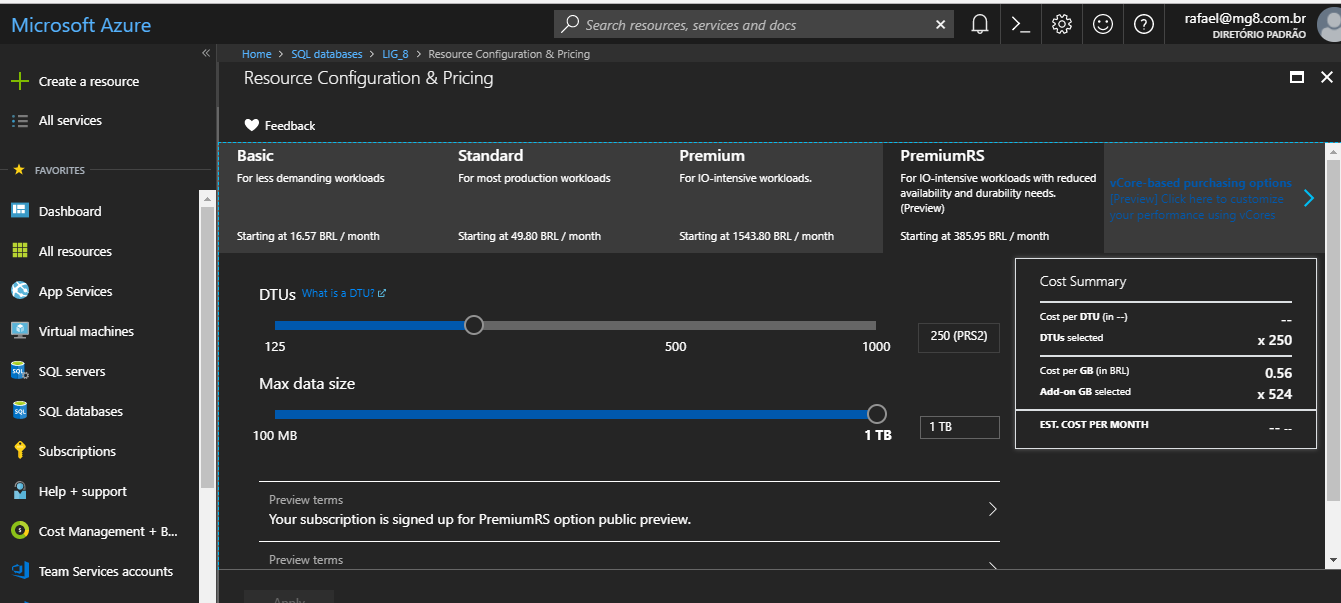 Microsoft Azure
Search resources, services and docs
rafael@mg8.com.br
DIRETÓRIO PADRÃO
Create a resource
All services
FAVORITES
Dashboard
All resources
App Services
Virtual machines
SQL servers
SQL databases
Subscriptions
Help + support
Cost Management + B...
Team Services accounts
Home > SQL databases > LIG_8 > Resource Configuration & Pricing
Resource Configuration & Pricing
Feedback
Basic
For less demanding workloads
Starting at 16.57 BRL / month
Standard
For most production workloads
Starting at 49.80 BRL / month
Premium
For IO-intensive workloads.
Starting at 1543.80 BRL / month
PremiumRS
For IO-intensive workloads with reduced
availability and durability needs.
(Preview)
Starting at 385.95 BRL / month
vCore-based purchasing options
[Preview] Click here to customize
your performance using vCores
DTUs What is a DTU?
125 500 1000
250 (PRS2)
Max data size
100 MB 1 TB
1 TB
Cost Summary
Cost per DTU (in --) --
DTUs selected x 250
Cost per GB (in BRL) 0.56
Add-on GB selected x 524
EST. COST PER MONTH -- --
Preview terms
Your subscription is signed up for PremiumRS option public preview.
Preview terms
Apply